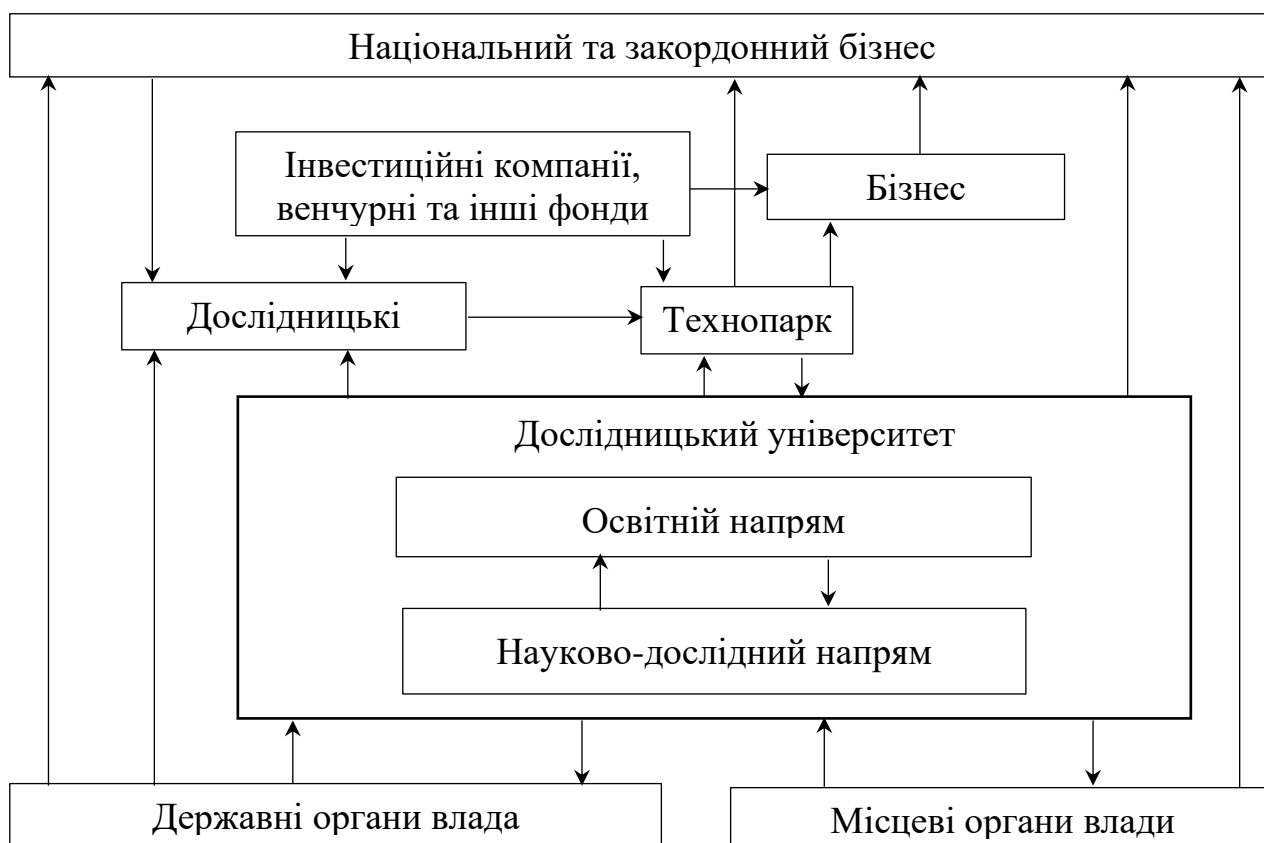 Національний та закордонний бізнес
Інвестиційні компанії,
венчурні та інші фонди
Бізнес
Дослідницькі
Технопарк
Дослідницький університет
Освітній напрям
Науково-дослідний напрям
Державні органи влада
Місцеві органи влади